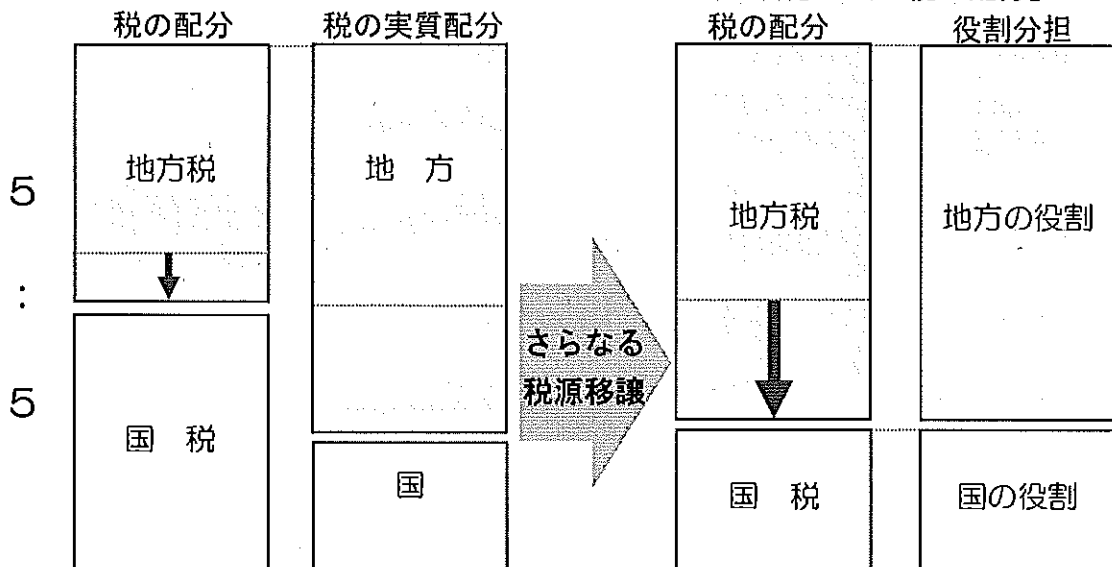 税の配分
税の実質配分
税の配分
役割分担
5
:
5
地方税
地 方
国 税
国
さらなる
税源移譲
地方税
地方の役割
国 税
国の役割